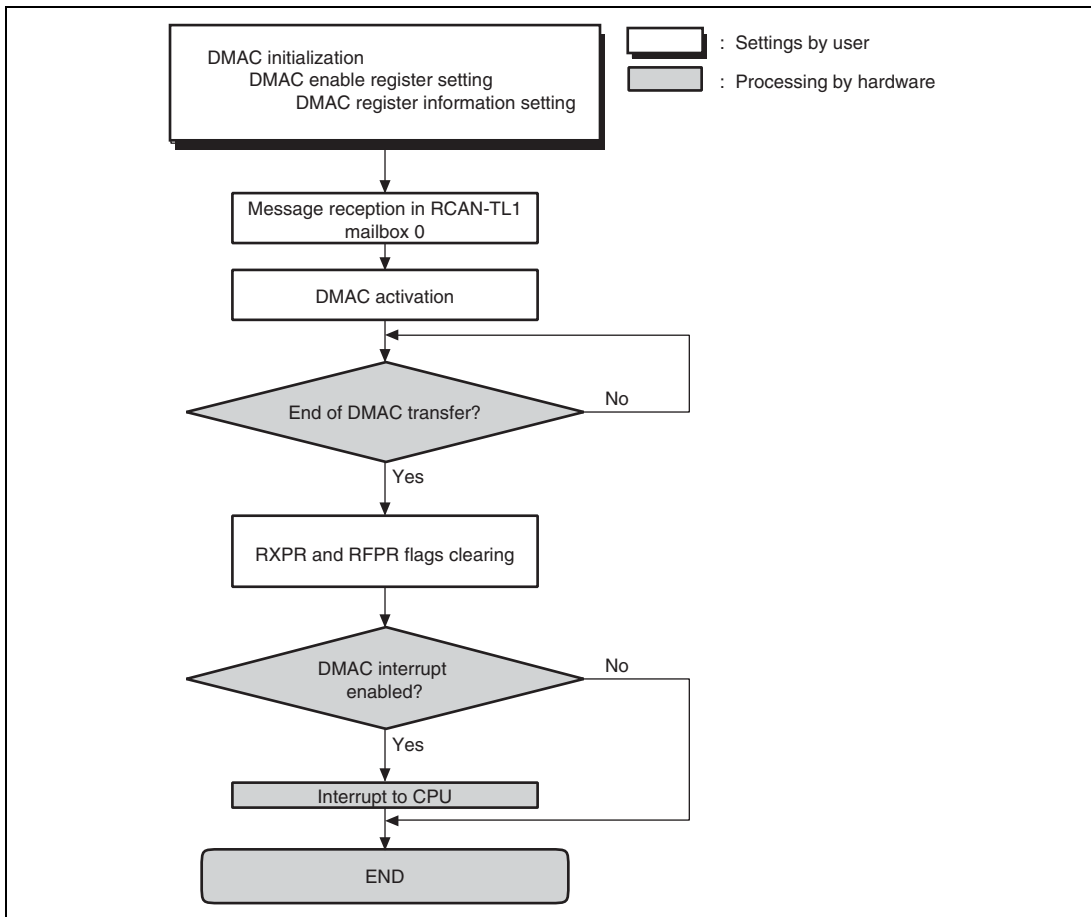 DMAC initialization
DMAC enable register setting
DMAC register information setting
: Settings by user
: Processing by hardware
Message reception in RCAN-TL1
mailbox 0
DMAC activation
End of DMAC transfer?
No
Yes
RXPR and RFPR flags clearing
DMAC interrupt
enabled?
No
Yes
Interrupt to CPU
END